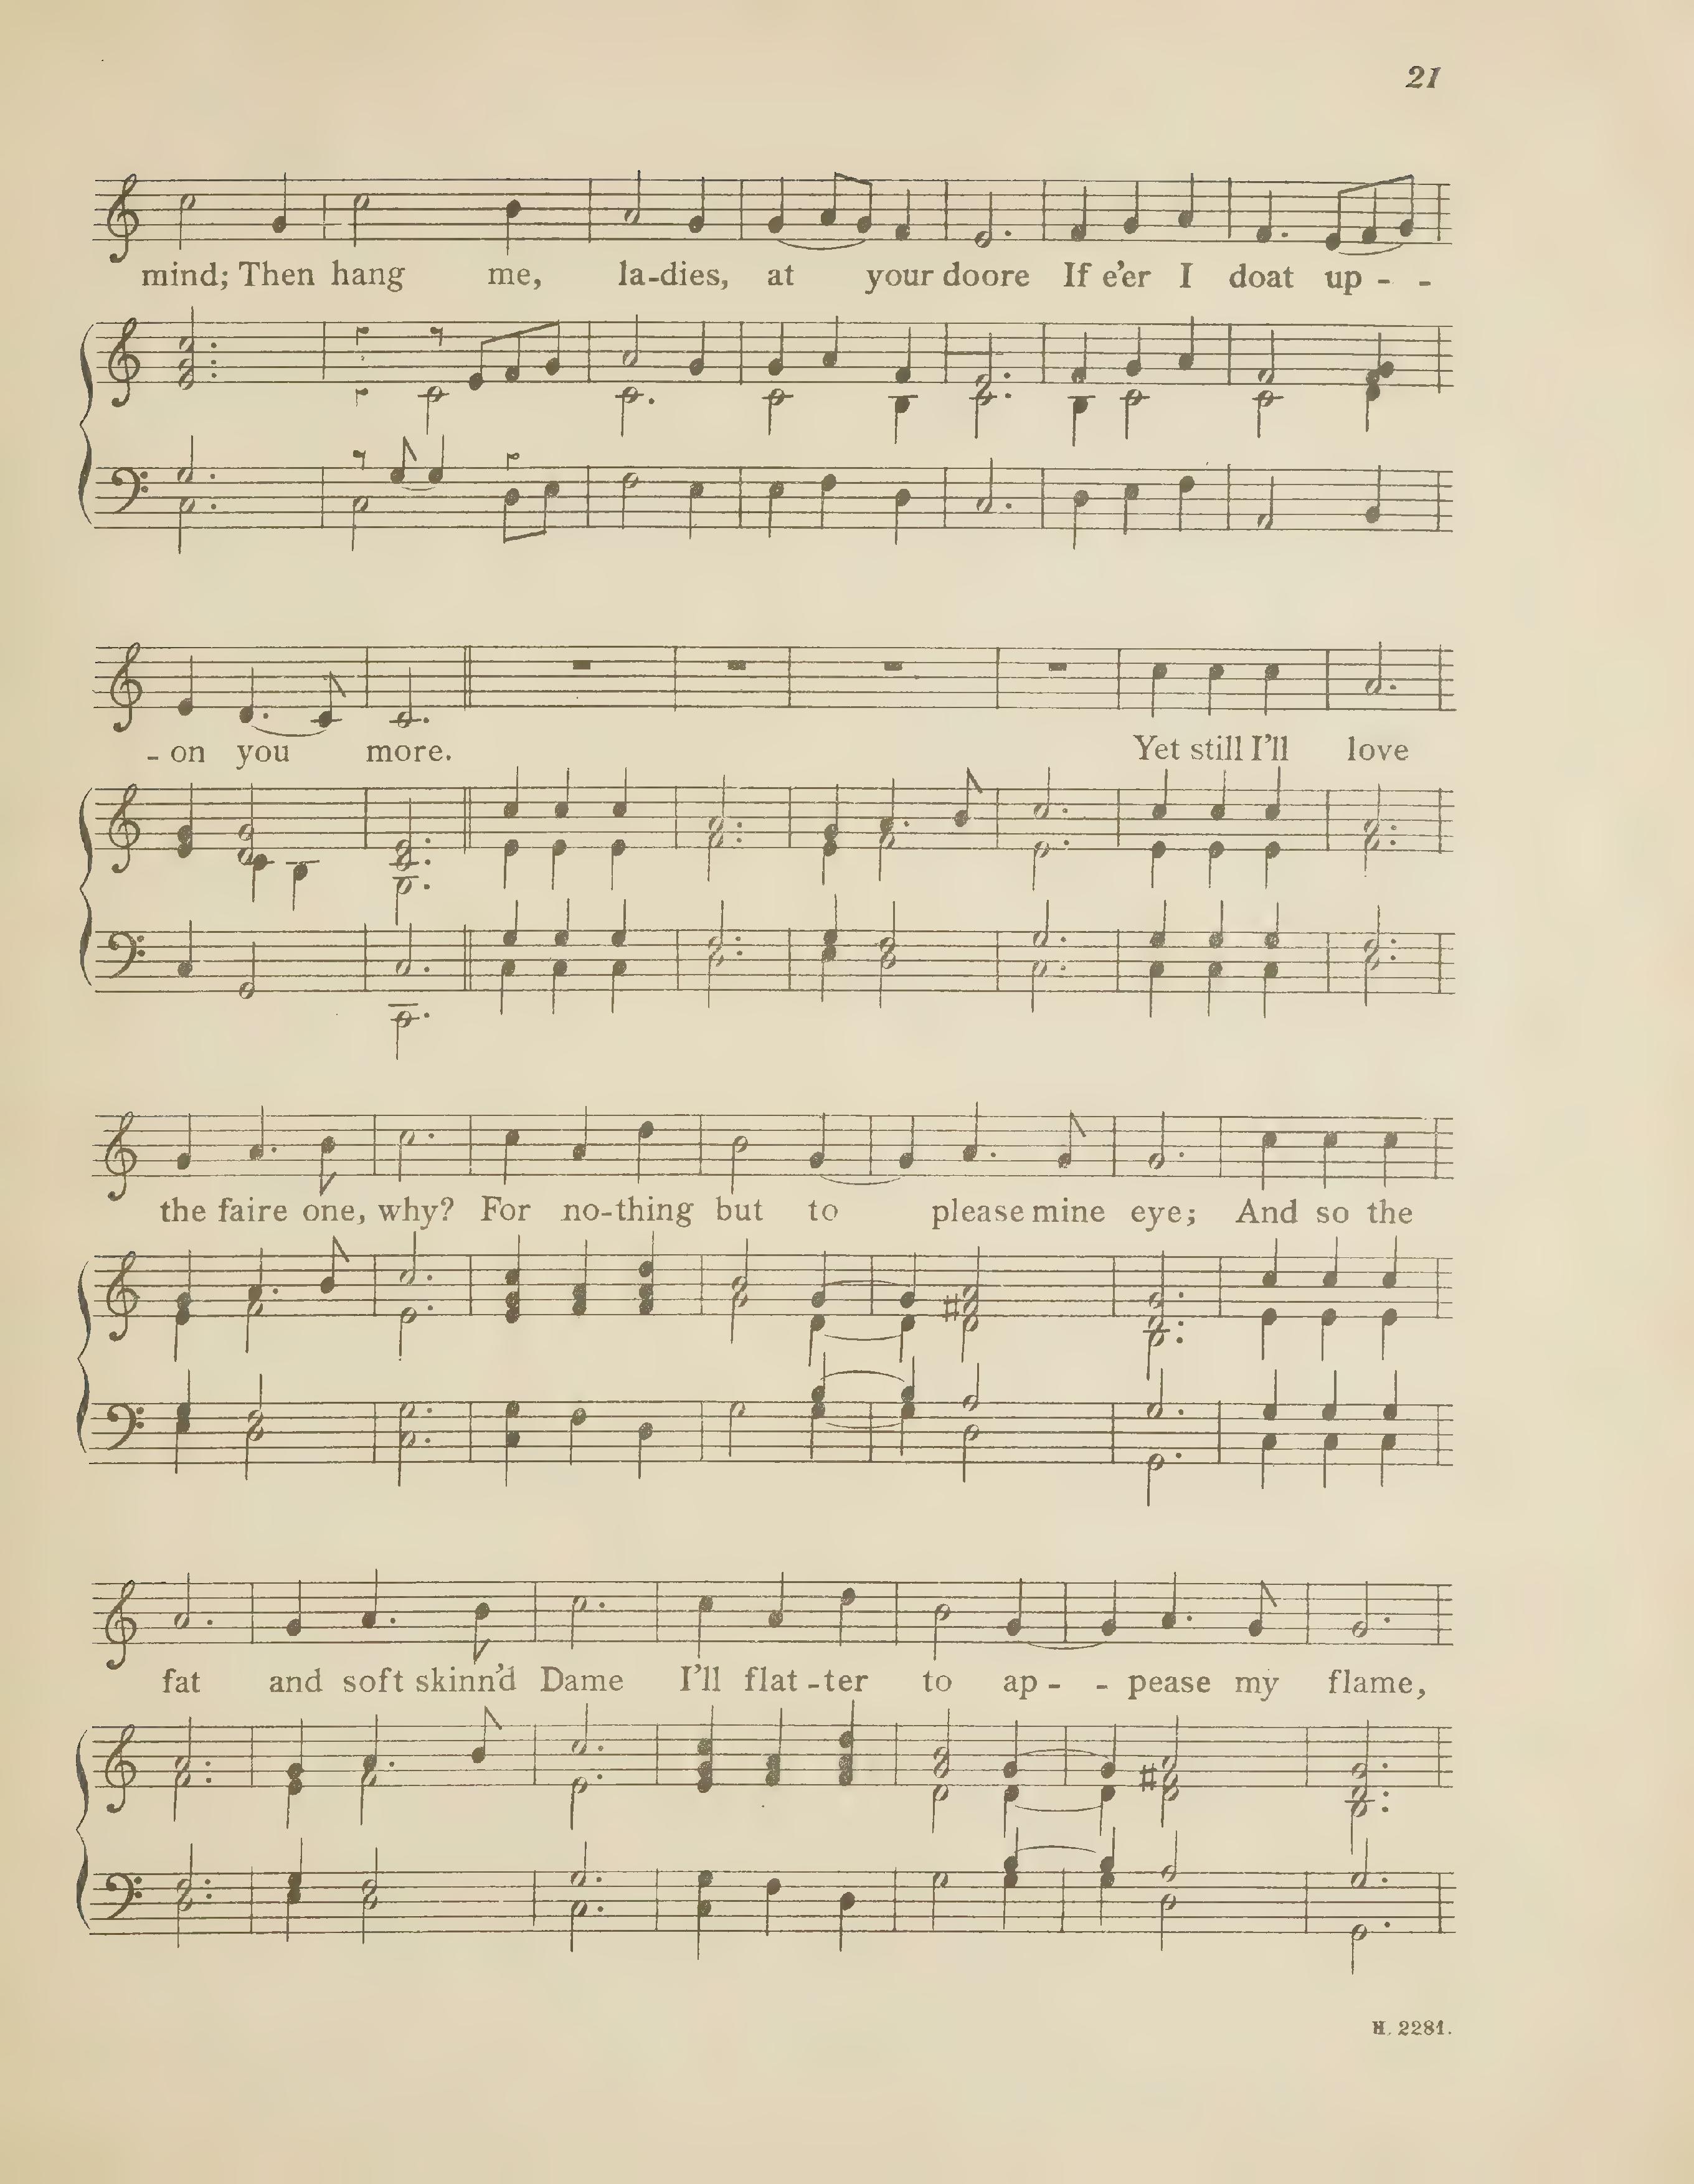 21
mind; Then hang me, la-dies, at your doore If e'er I doat up - -
- on you more. Yet still I'll love
the faire one, why? For no-thing but to please mine eye; And so the
fat and soft skinn'd Dame I'll flat-ter to ap - - pease my flame,
H. 2281.